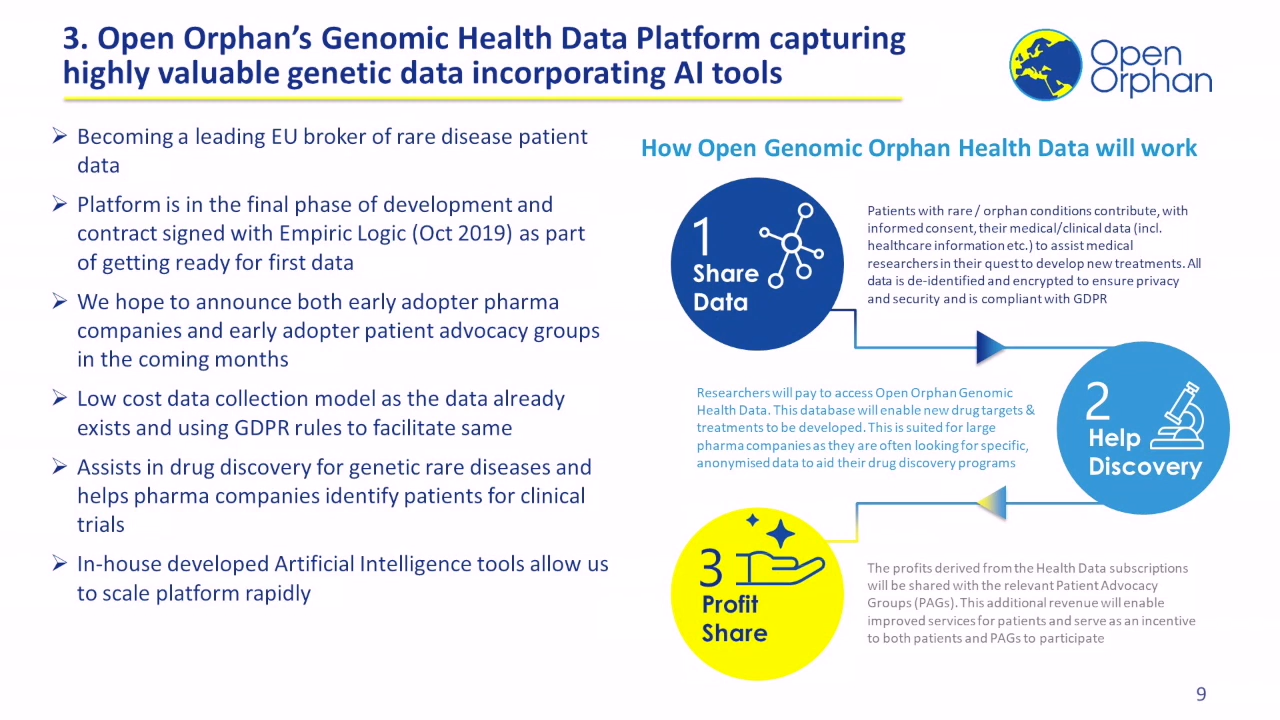 3. Open Orphan's Genomic Health Data Platform capturing
highly valuable genetic data incorporating AI tools
Open
Orphan
➢ Becoming a leading EU broker of rare disease patient
data
➢ Platform is in the final phase of development and
contract signed with Empiric Logic (Oct 2019) as part
of getting ready for first data
➢ We hope to announce both early adopter pharma
companies and early adopter patient advocacy groups
in the coming months
➢ Low cost data collection model as the data already
exists and using GDPR rules to facilitate same
➢ Assists in drug discovery for genetic rare diseases and
helps pharma companies identify patients for clinical
trials
➢ In-house developed Artificial Intelligence tools allow us
to scale platform rapidly
How Open Genomic Orphan Health Data will work
1
Share
Data
Patients with rare / orphan conditions contribute, with
informed consent, their medical/clinical data (incl.
healthcare information etc.) to assist medical
researchers in their quest to develop new treatments. All
data is de-identified and encrypted to ensure privacy
and security and is compliant with GDPR
Researchers will pay to access Open Orphan Genomic
Health Data. This database will enable new drug targets &
treatments to be developed. This is suited for large
pharma companies as they are often looking for specific,
anonymised data to aid their drug discovery programs
2
Help
Discovery
3
Profit
Share
The profits derived from the Health Data subscriptions
will be shared with the relevant Patient Advocacy
Groups (PAGs). This additional revenue will enable
improved services for patients and serve as an incentive
to both patients and PAGs to participate
9